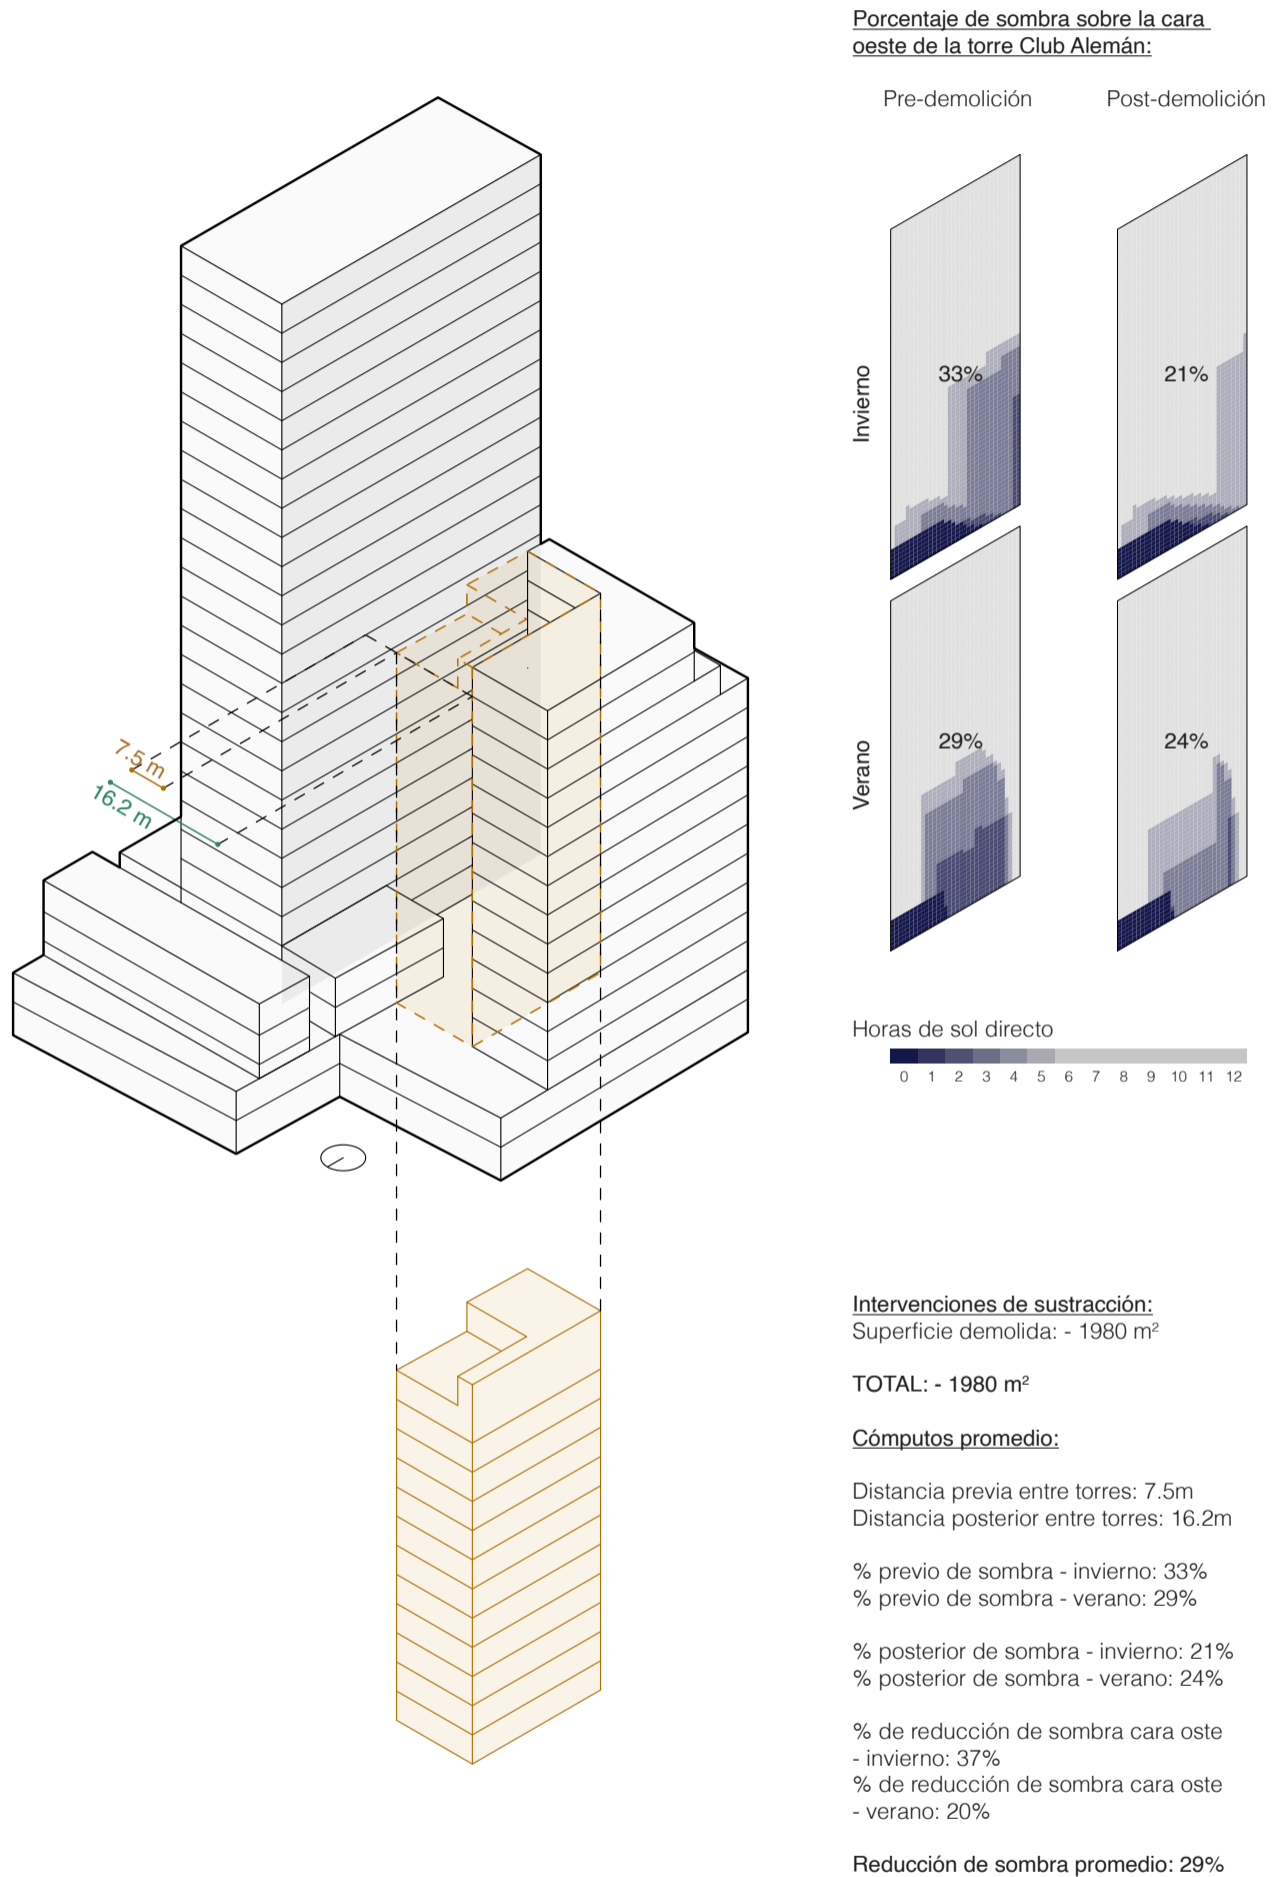 Porcentaje de sombra sobre la cara
oeste de la torre Club Alemán:
Pre-demolición
Post-demolición
Invierno
33%
21%
Verano
29%
24%
7.5 m
16.2 m
Horas de sol directo
0 1 2 3 4 5 6 7 8 9 10 11 12
Intervenciones de sustracción:
Superficie demolida: - 1980 m²
TOTAL: - 1980 m²
Cómputos promedio:
Distancia previa entre torres: 7.5m
Distancia posterior entre torres: 16.2m
% previo de sombra - invierno: 33%
% previo de sombra - verano: 29%
% posterior de sombra - invierno: 21%
% posterior de sombra - verano: 24%
% de reducción de sombra cara oste
- invierno: 37%
% de reducción de sombra cara oste
- verano: 20%
Reducción de sombra promedio: 29%